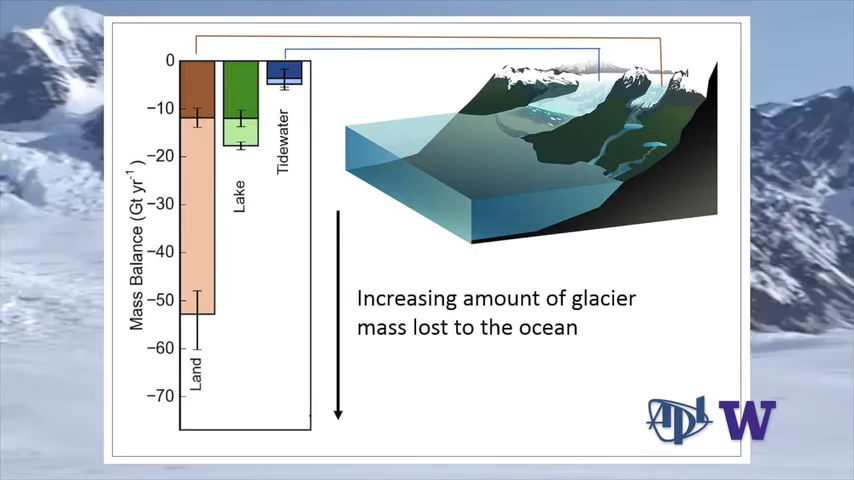 0
−10
−20
−30
−40
−50
−60
−70
Mass Balance (Gt yr⁻¹)
Land
Lake
Tidewater
Increasing amount of glacier
mass lost to the ocean
APL
W